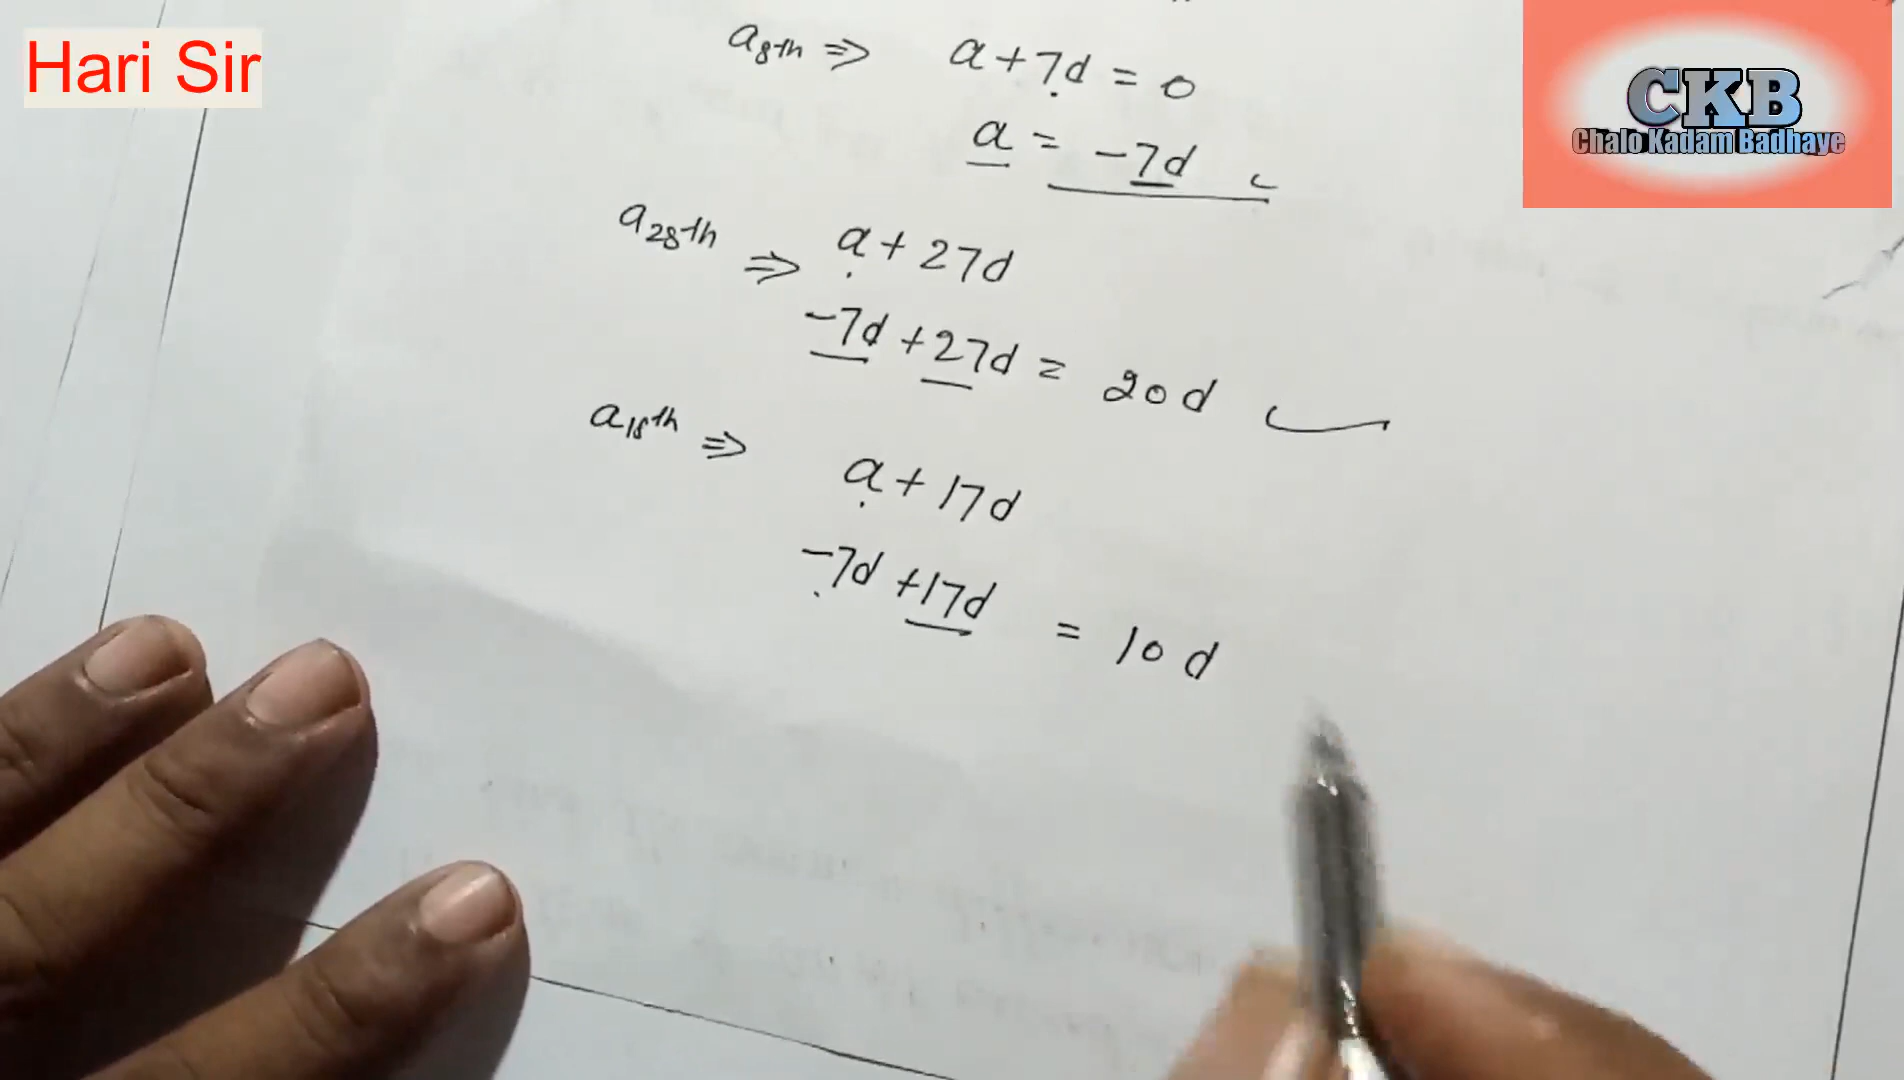 Hari Sir
CKB
Chalo Kadam Badhaye
a8th ⇒ a + 7d = 0
a = -7d
a28th ⇒ a + 27d
-7d + 27d = 20d
a18th ⇒ a + 17d
-7d + 17d = 10d